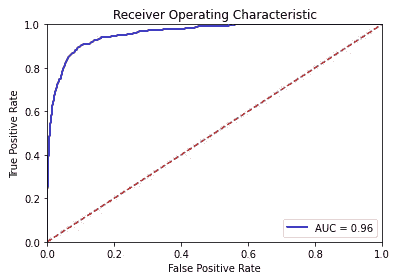 Receiver Operating Characteristic
True Positive Rate
1.0
0.8
0.6
0.4
0.2
0.0
AUC = 0.96
0.0 0.2 0.4 0.6 0.8 1.0
False Positive Rate